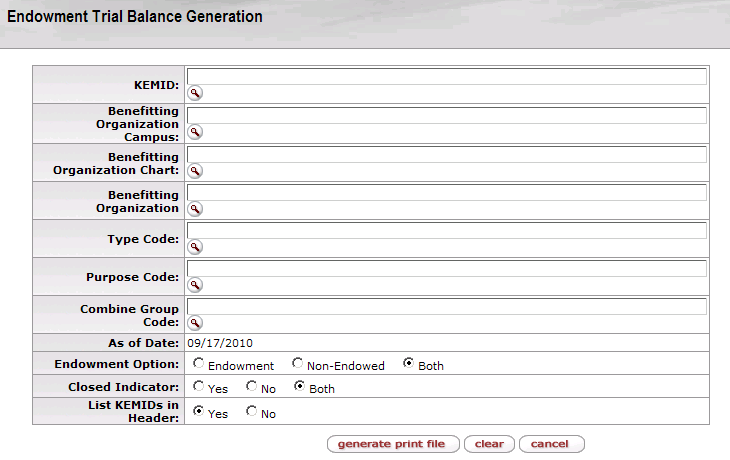 Endowment Trial Balance Generation
KEMID:
Benefitting
Organization
Campus:
Benefitting
Organization Chart:
Benefitting
Organization
Type Code:
Purpose Code:
Combine Group
Code:
As of Date: 09/17/2010
Endowment Option: Endowment Non-Endowed Both
Closed Indicator: Yes No Both
List KEMIDs in
Header: Yes No
generate print file clear cancel